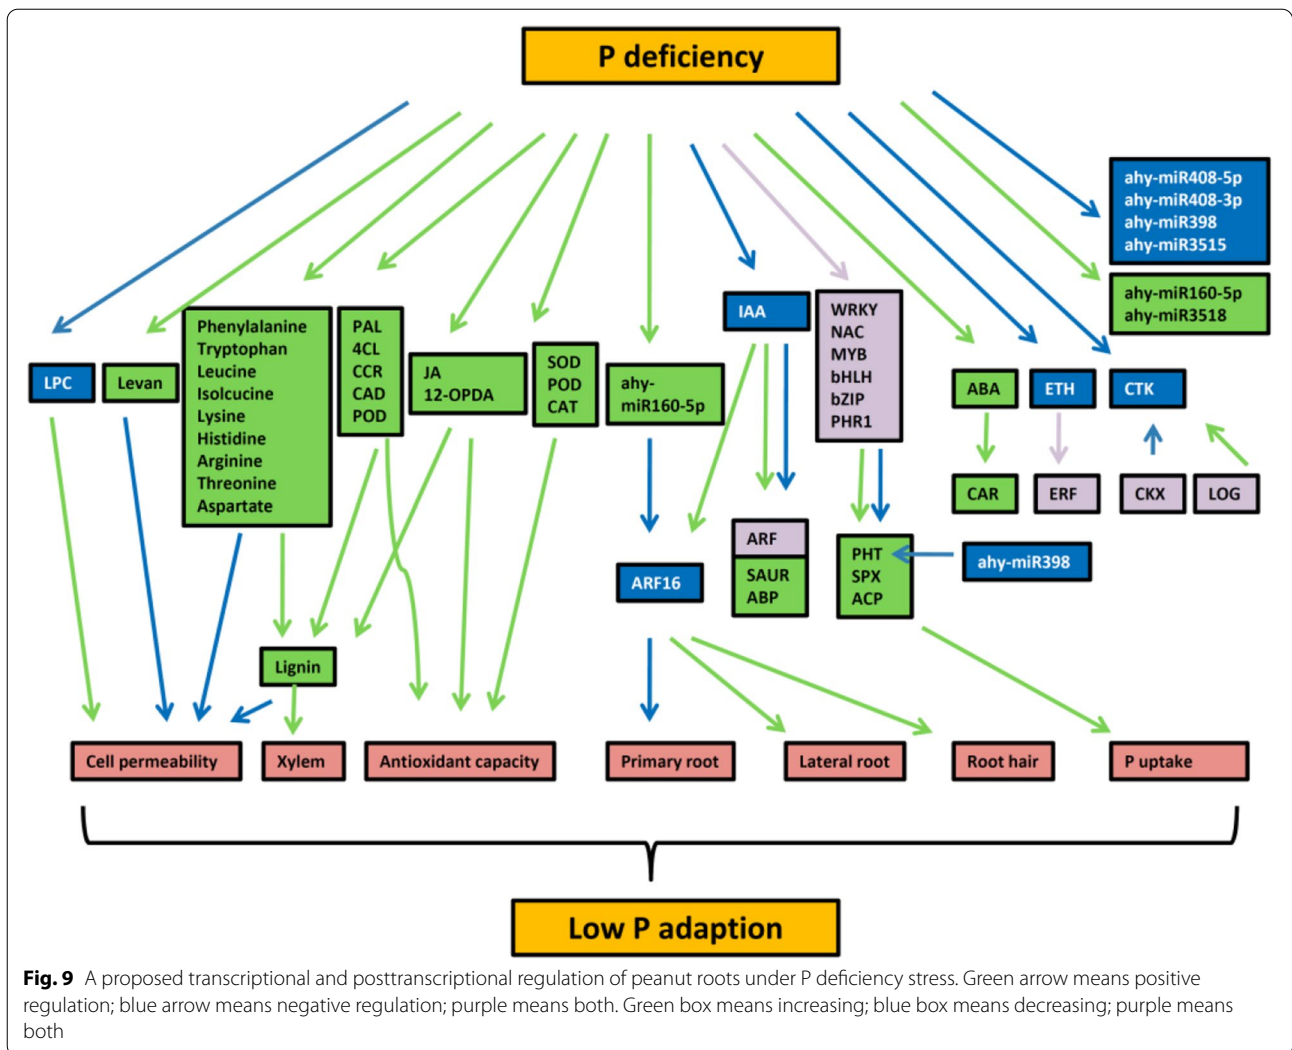 P deficiency
ahy-miR408-5p
ahy-miR408-3p
ahy-miR398
ahy-miR3515
ahy-miR160-5p
ahy-miR3518
LPC
Levan
Phenylalanine
Tryptophan
Leucine
Isolcucine
Lysine
Histidine
Arginine
Threonine
Aspartate
PAL
4CL
CCR
CAD
POD
JA
12-OPDA
SOD
POD
CAT
ahy-
miR160-5p
IAA
WRKY
NAC
MYB
bHLH
bZIP
PHR1
ABA
ETH
CTK
CAR
ERF
CKX
LOG
ARF16
ARF
SAUR
ABP
PHT
SPX
ACP
ahy-miR398
Lignin
Cell permeability
Xylem
Antioxidant capacity
Primary root
Lateral root
Root hair
P uptake
Low P adaption
Fig. 9 A proposed transcriptional and posttranscriptional regulation of peanut roots under P deficiency stress. Green arrow means positive
regulation; blue arrow means negative regulation; purple means both. Green box means increasing; blue box means decreasing; purple means
both